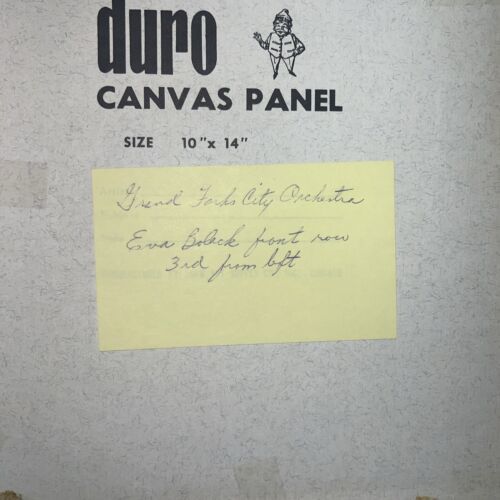 duro
CANVAS PANEL
SIZE 10"x 14"
Grand Forks City Orchestra
Eva Bolack front row
3rd from left